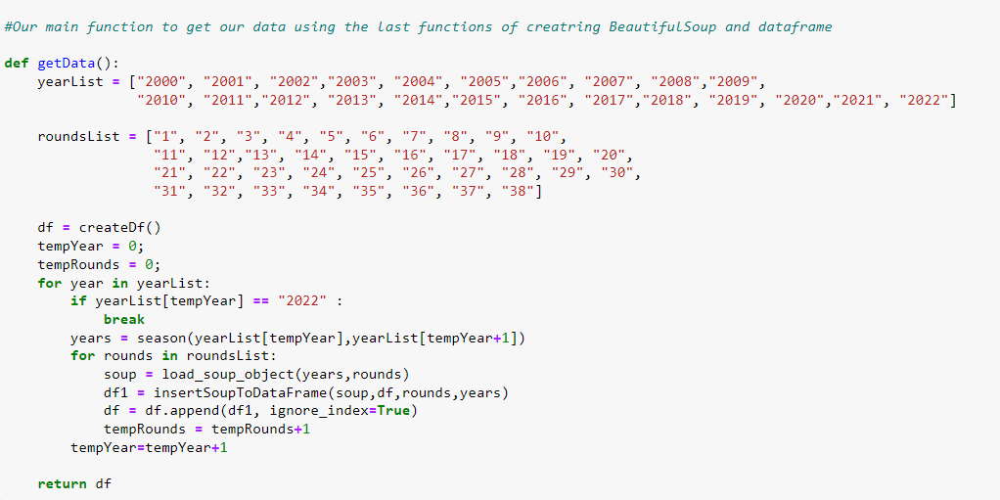 #Our main function to get our data using the last functions of creatring BeautifulSoup and dataframe
def getData():
    yearList = ["2000", "2001", "2002","2003", "2004", "2005","2006", "2007", "2008","2009",
                "2010", "2011","2012", "2013", "2014","2015", "2016", "2017","2018", "2019", "2020","2021", "2022"]
    roundsList = ["1", "2", "3", "4", "5", "6", "7", "8", "9", "10",
                  "11", "12","13", "14", "15", "16", "17", "18", "19", "20",
                  "21", "22", "23", "24", "25", "26", "27", "28", "29", "30",
                  "31", "32", "33", "34", "35", "36", "37", "38"]
    df = createDf()
    tempYear = 0;
    tempRounds = 0;
    for year in yearList:
        if yearList[tempYear] == "2022" :
            break
        years = season(yearList[tempYear],yearList[tempYear+1])
        for rounds in roundsList:
            soup = load_soup_object(years,rounds)
            df1 = insertSoupToDataFrame(soup,df,rounds,years)
            df = df.append(df1, ignore_index=True)
            tempRounds = tempRounds+1
        tempYear=tempYear+1
    return df